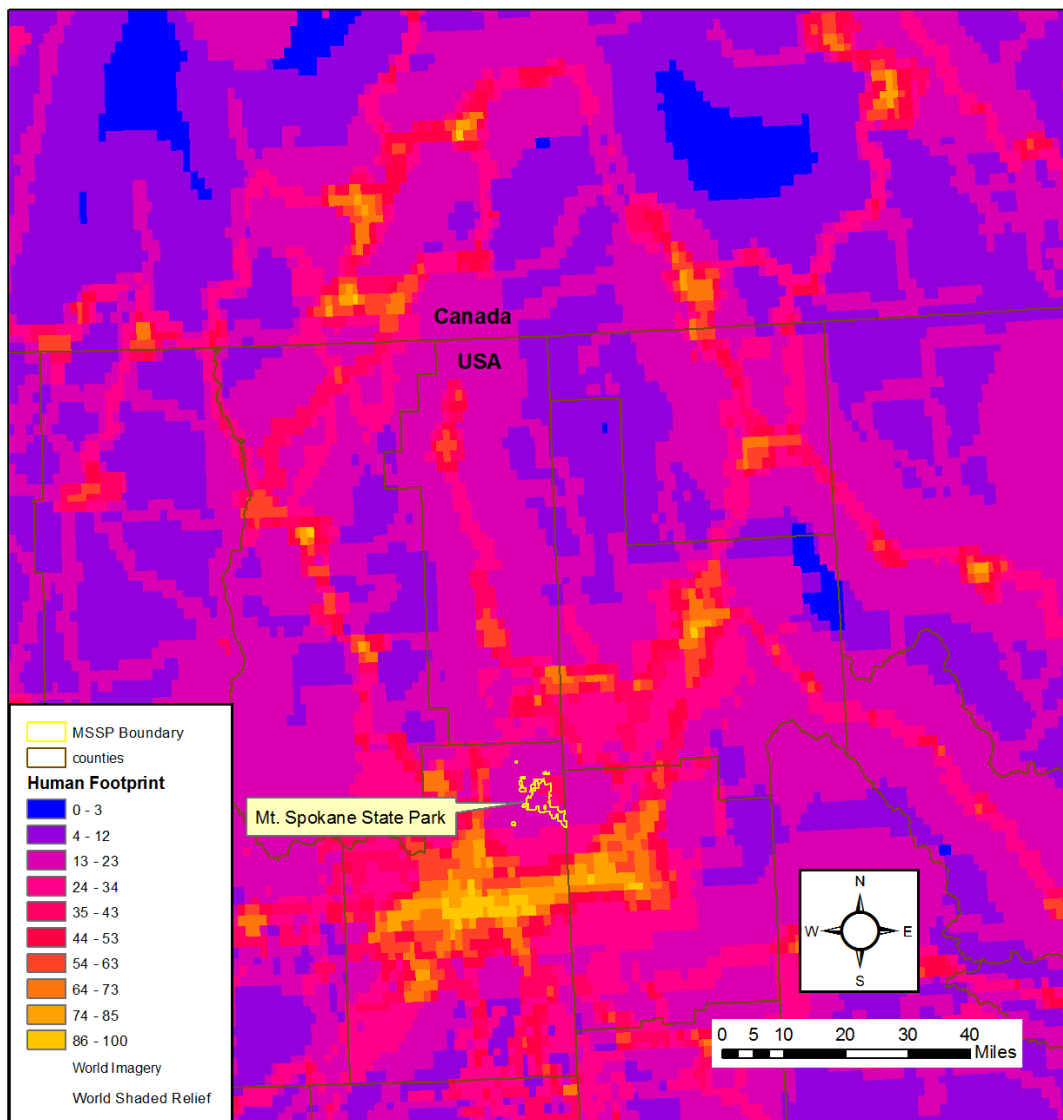 Canada
USA
MSSP Boundary
counties
Human Footprint
0 - 3
4 - 12
13 - 23
24 - 34
35 - 43
44 - 53
54 - 63
64 - 73
74 - 85
86 - 100
World Imagery
World Shaded Relief
Mt. Spokane State Park
N
W E
S
0 5 10 20 30 40
Miles